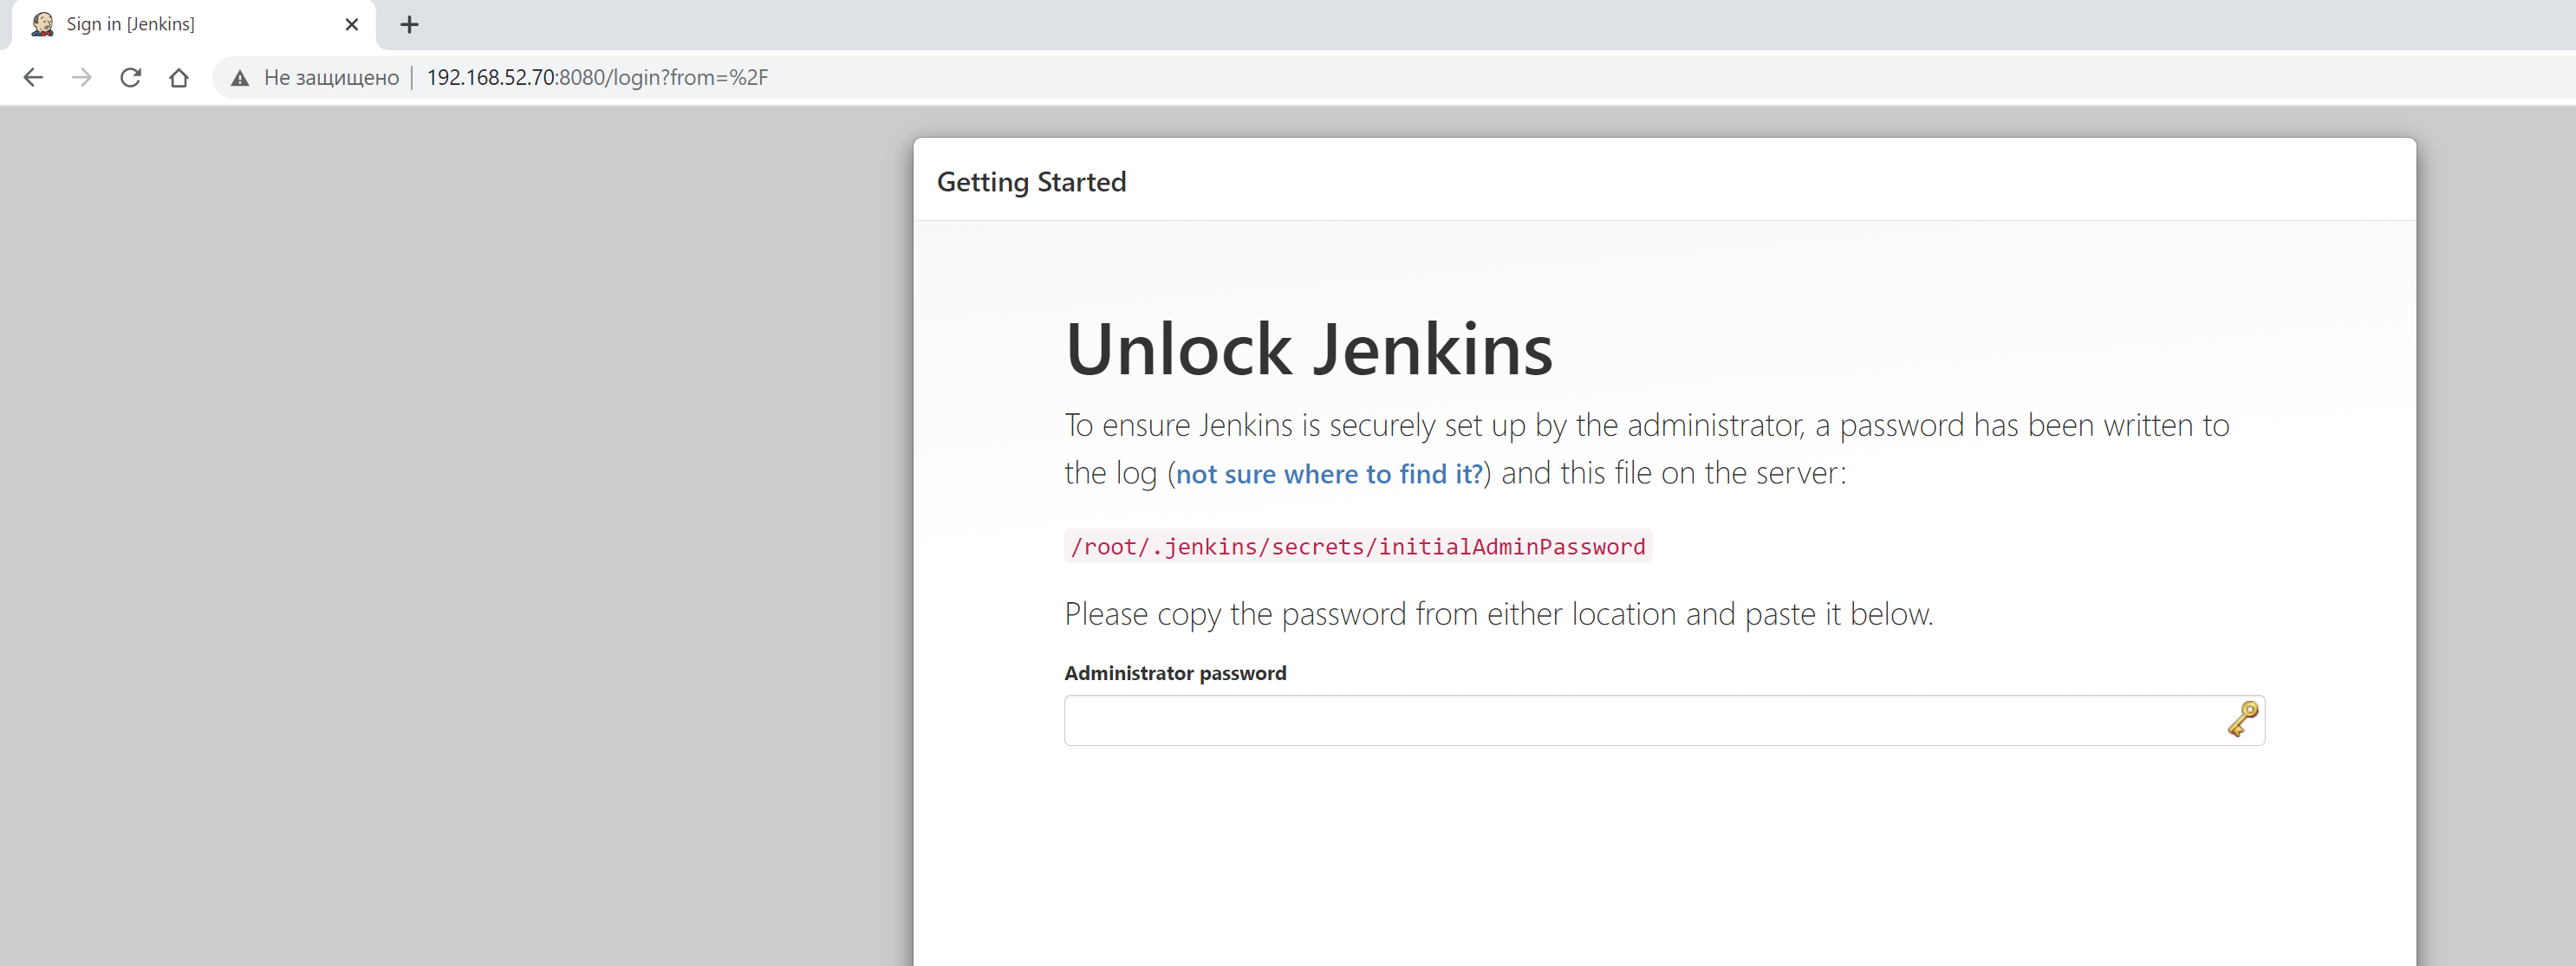 Sign in [Jenkins]
Не защищено 192.168.52.70:8080/login?from=%2F
Getting Started
Unlock Jenkins
To ensure Jenkins is securely set up by the administrator, a password has been written to
the log (not sure where to find it?) and this file on the server:
/root/.jenkins/secrets/initialAdminPassword
Please copy the password from either location and paste it below.
Administrator password